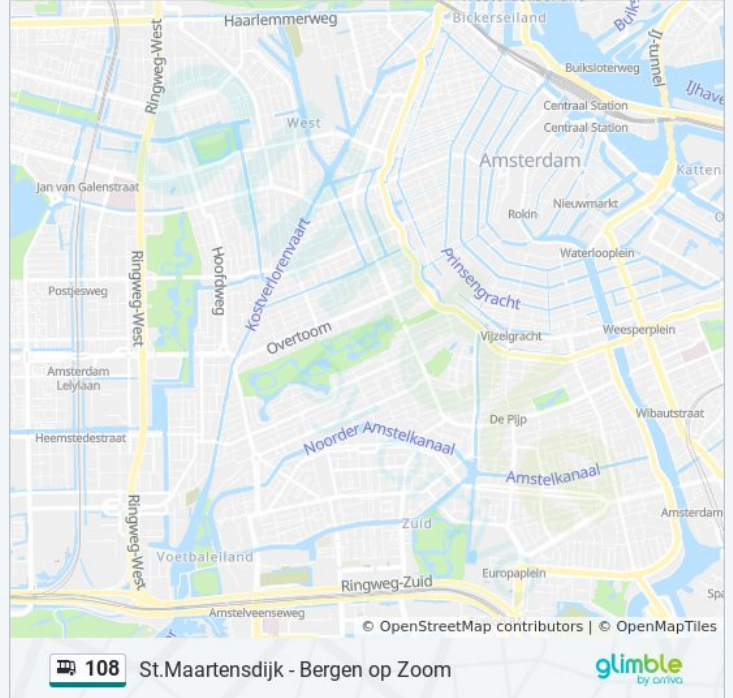 Haarlemmerweg
Bickerseiland
Ringweg-West
IJ-tunnel
Buiksloterweg
Centraal Station
West
Centraal Station
Amsterdam
Katten
Jan van Galenstraat
Nieuwmarkt
Rokin
Kostverlorenvaart
Waterlooplein
Hoofdweg
Prinsengracht
Postjesweg
Ringweg-West
Overtoom
Vijzelgracht
Weesperplein
Amsterdam
Lelylaan
Wibautstraat
De Pijp
Heemstedestraat
Noorder Amstelkanaal
Amstelkanaal
Amsterdam
Zuid
Ringweg-West
Voetbaleiland
Europaplein
Ringweg-Zuid
Amstelveenseweg
© OpenStreetMap contributors | © OpenMapTiles
108 St.Maartensdijk - Bergen op Zoom
glimble
by arriva